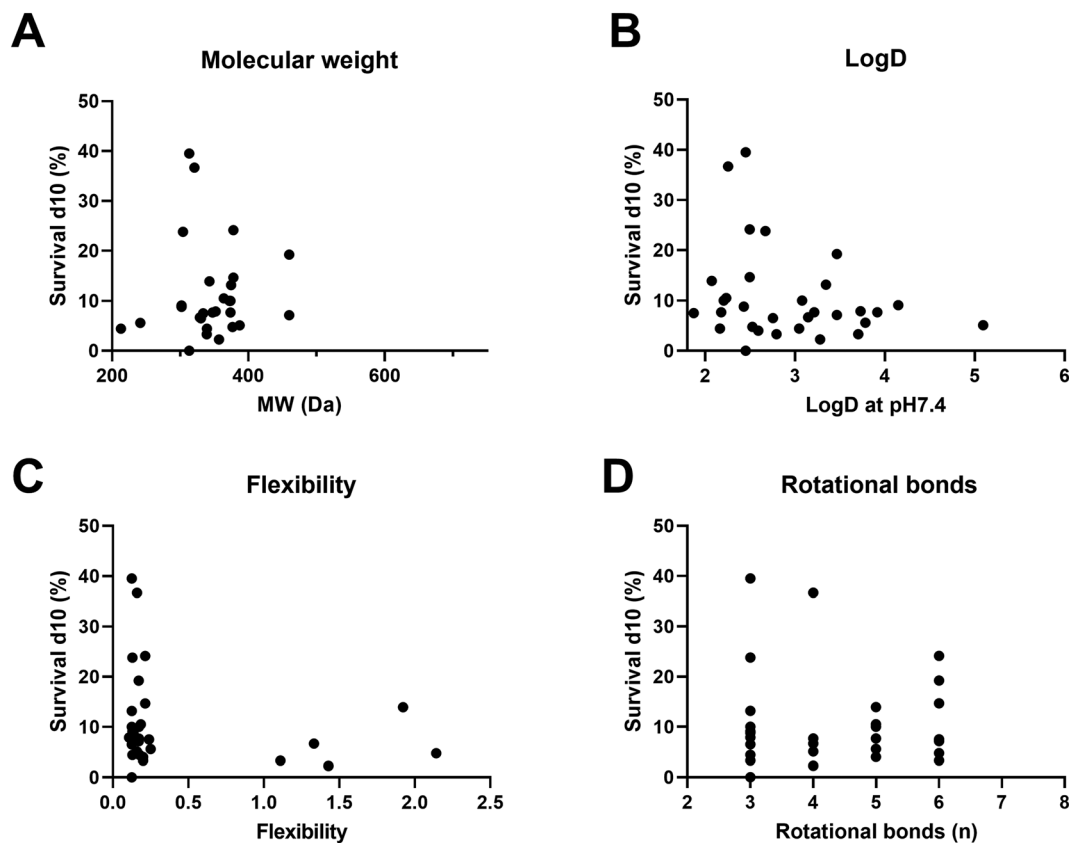 A
Molecular weight
Survival d10 (%)
50
40
30
20
10
0
200
400
600
MW (Da)
B
LogD
Survival d10 (%)
50
40
30
20
10
0
2
3
4
5
6
LogD at pH7.4
C
Flexibility
Survival d10 (%)
50
40
30
20
10
0
0.0
0.5
1.0
1.5
2.0
2.5
Flexibility
D
Rotational bonds
Survival d10 (%)
50
40
30
20
10
0
2
3
4
5
6
7
8
Rotational bonds (n)